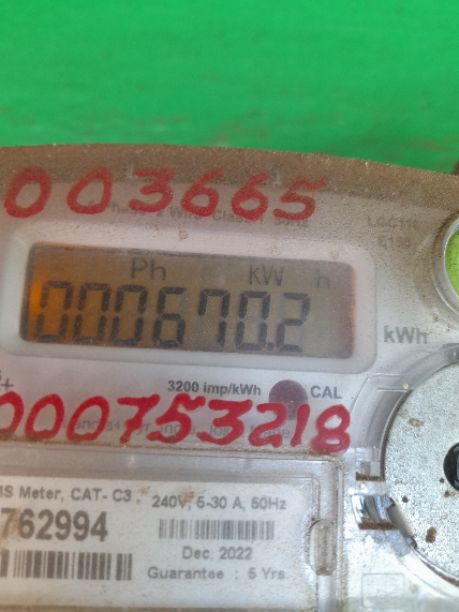 003665
Ph kW h
000670.2
kWh
3200 imp/kWh CAL
000753218
MS Meter, CAT- C3
240V, 5-30 A, 50Hz
762994
Dec, 2022
Guarantee : 5 Yrs